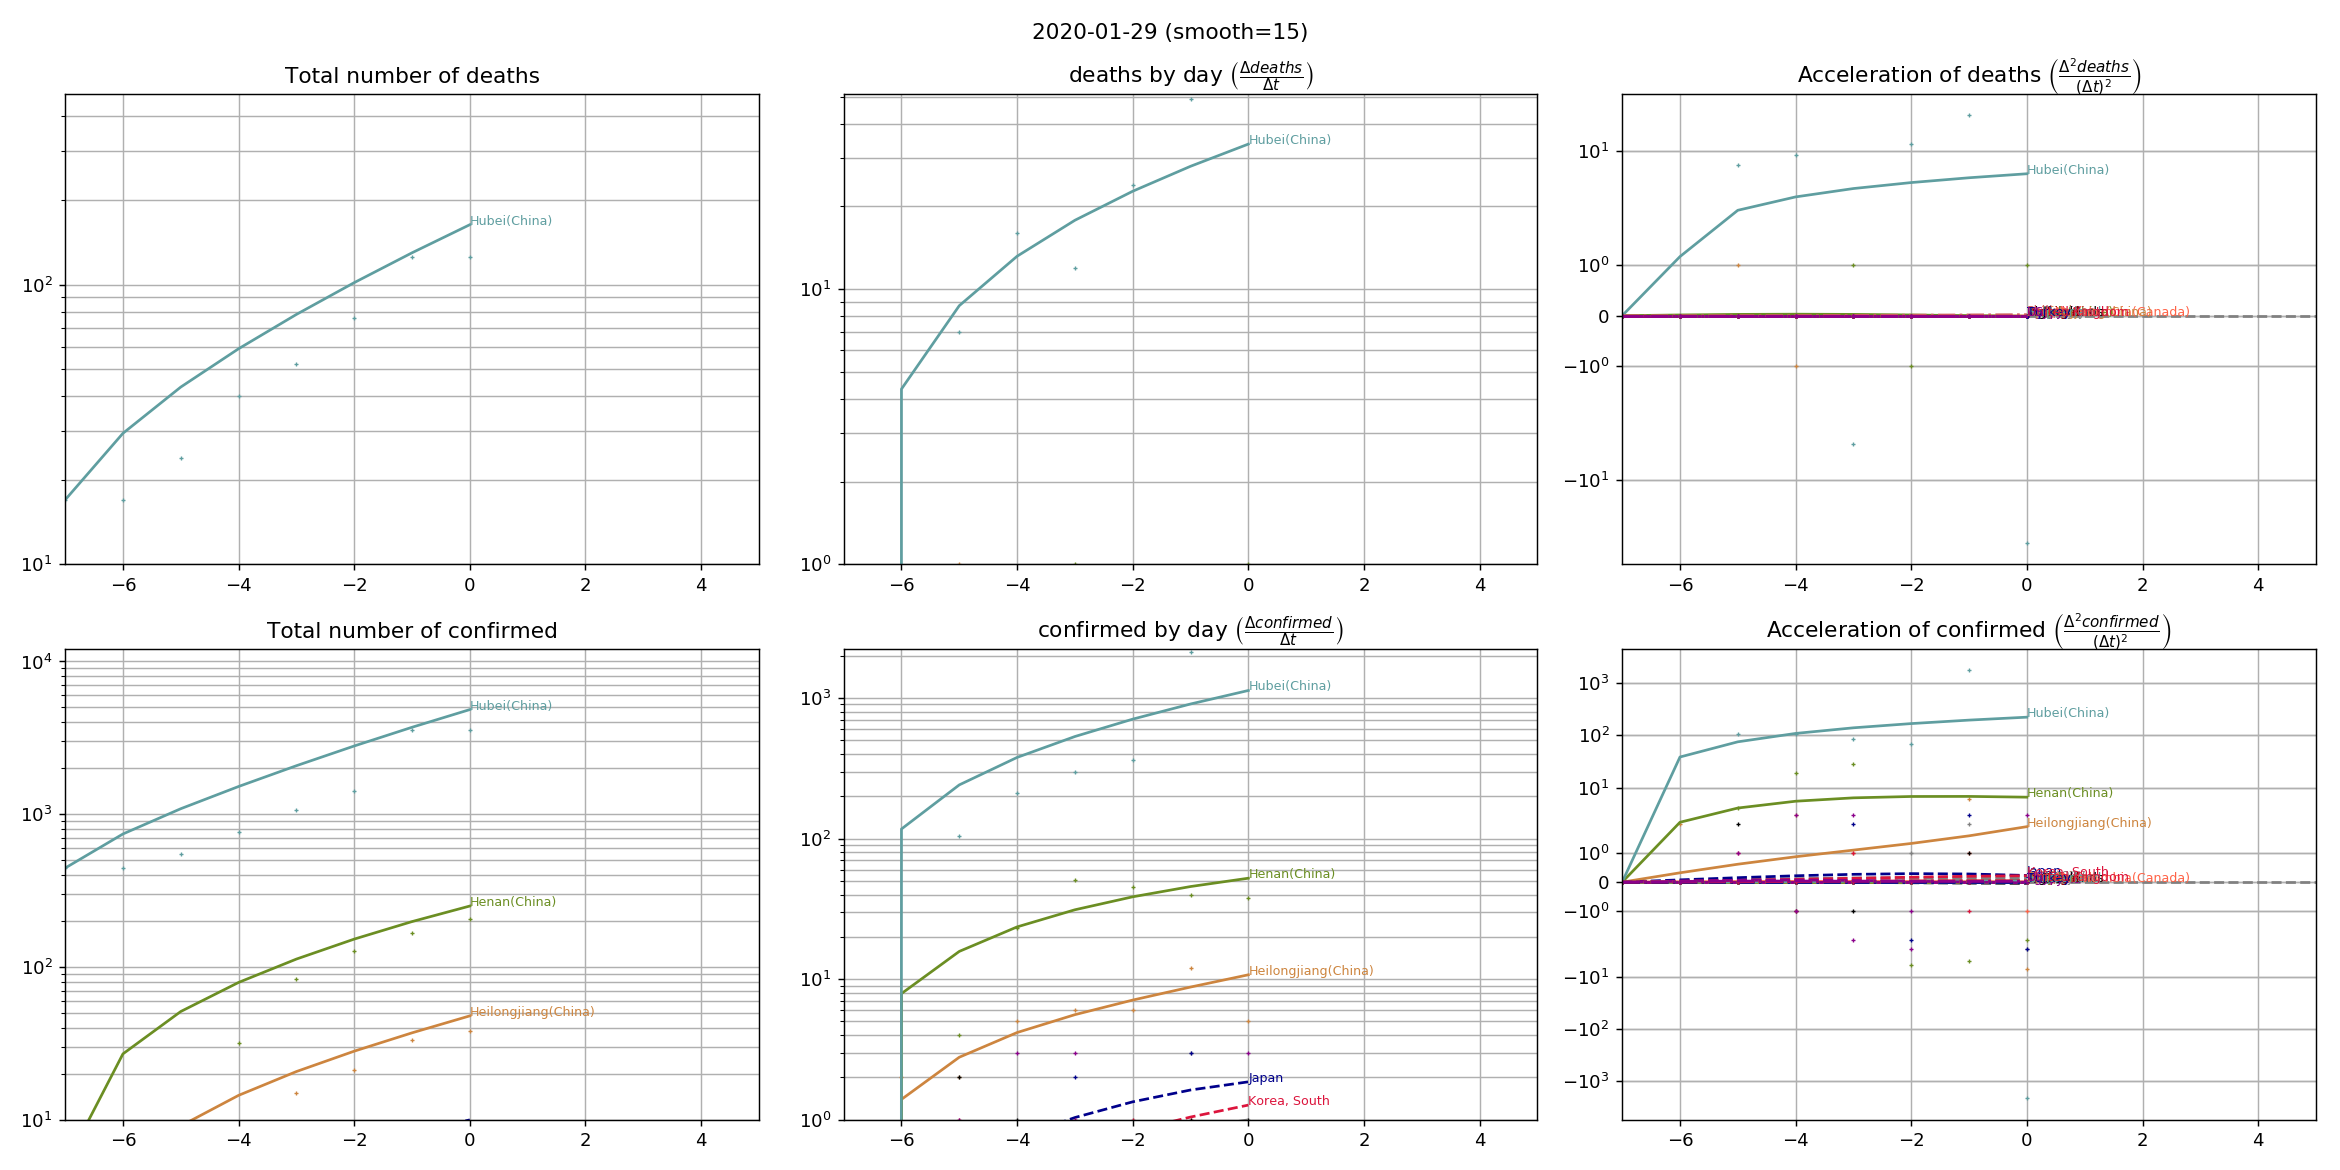 2020-01-29 (smooth=15)
Total number of deaths
10²
10¹
−6 −4 −2 0 2 4
Hubei(China)
deaths by day (Δdeaths/Δt)
10¹
10⁰
−6 −4 −2 0 2 4
Hubei(China)
Acceleration of deaths (Δ²deaths/(Δt)²)
10¹
10⁰
0
−10⁰
−10¹
−6 −4 −2 0 2 4
Hubei(China)
Total number of confirmed
10⁴
10³
10²
10¹
−6 −4 −2 0 2 4
Hubei(China)
Henan(China)
Heilongjiang(China)
confirmed by day (Δconfirmed/Δt)
10³
10²
10¹
10⁰
−6 −4 −2 0 2 4
Hubei(China)
Henan(China)
Heilongjiang(China)
Japan
Korea, South
Acceleration of confirmed (Δ²confirmed/(Δt)²)
10³
10²
10¹
10⁰
0
−10⁰
−10¹
−10²
−10³
−6 −4 −2 0 2 4
Hubei(China)
Henan(China)
Heilongjiang(China)